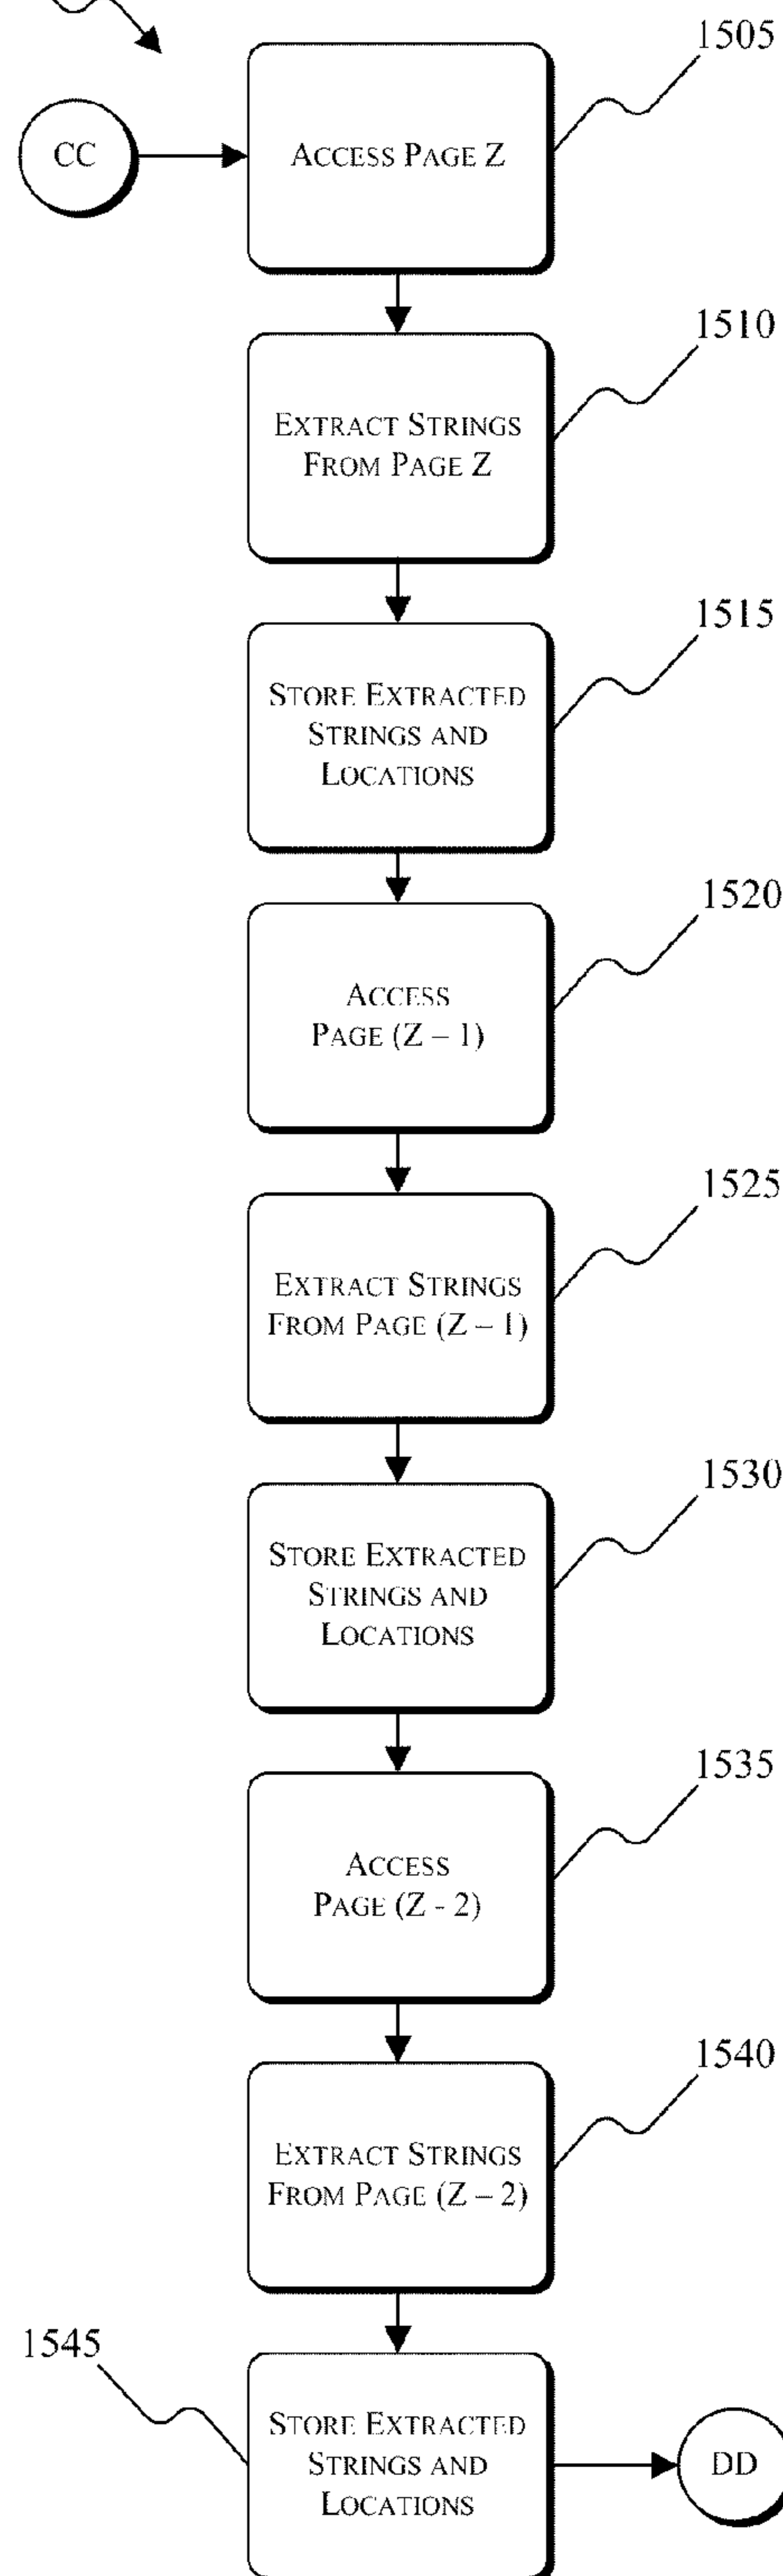 1505
CC
ACCESS PAGE Z
1510
EXTRACT STRINGS
FROM PAGE Z
1515
STORE EXTRACTED
STRINGS AND
LOCATIONS
1520
ACCESS
PAGE (Z – 1)
1525
EXTRACT STRINGS
FROM PAGE (Z – 1)
1530
STORE EXTRACTED
STRINGS AND
LOCATIONS
1535
ACCESS
PAGE (Z - 2)
1540
EXTRACT STRINGS
FROM PAGE (Z – 2)
1545
STORE EXTRACTED
STRINGS AND
LOCATIONS
DD